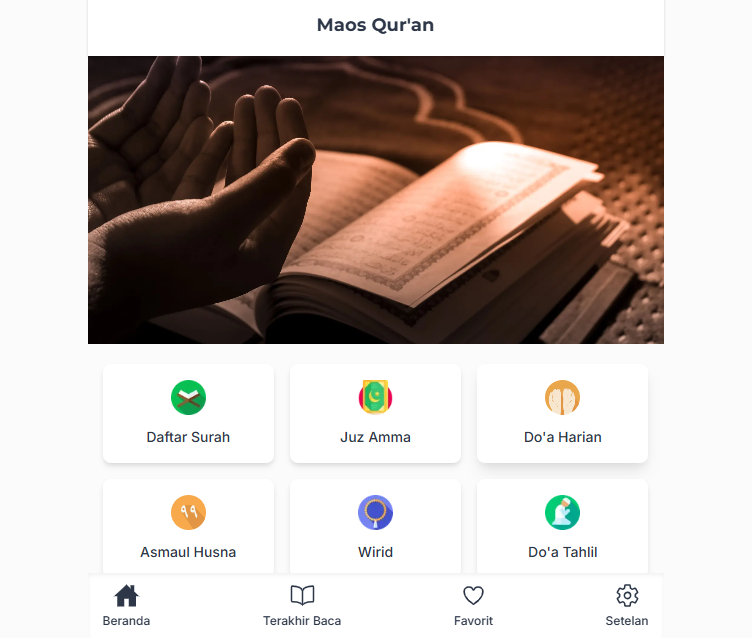 Maos Qur'an
Daftar Surah
Juz Amma
Do'a Harian
Asmaul Husna
Wirid
Do'a Tahlil
Beranda
Terakhir Baca
Favorit
Setelan